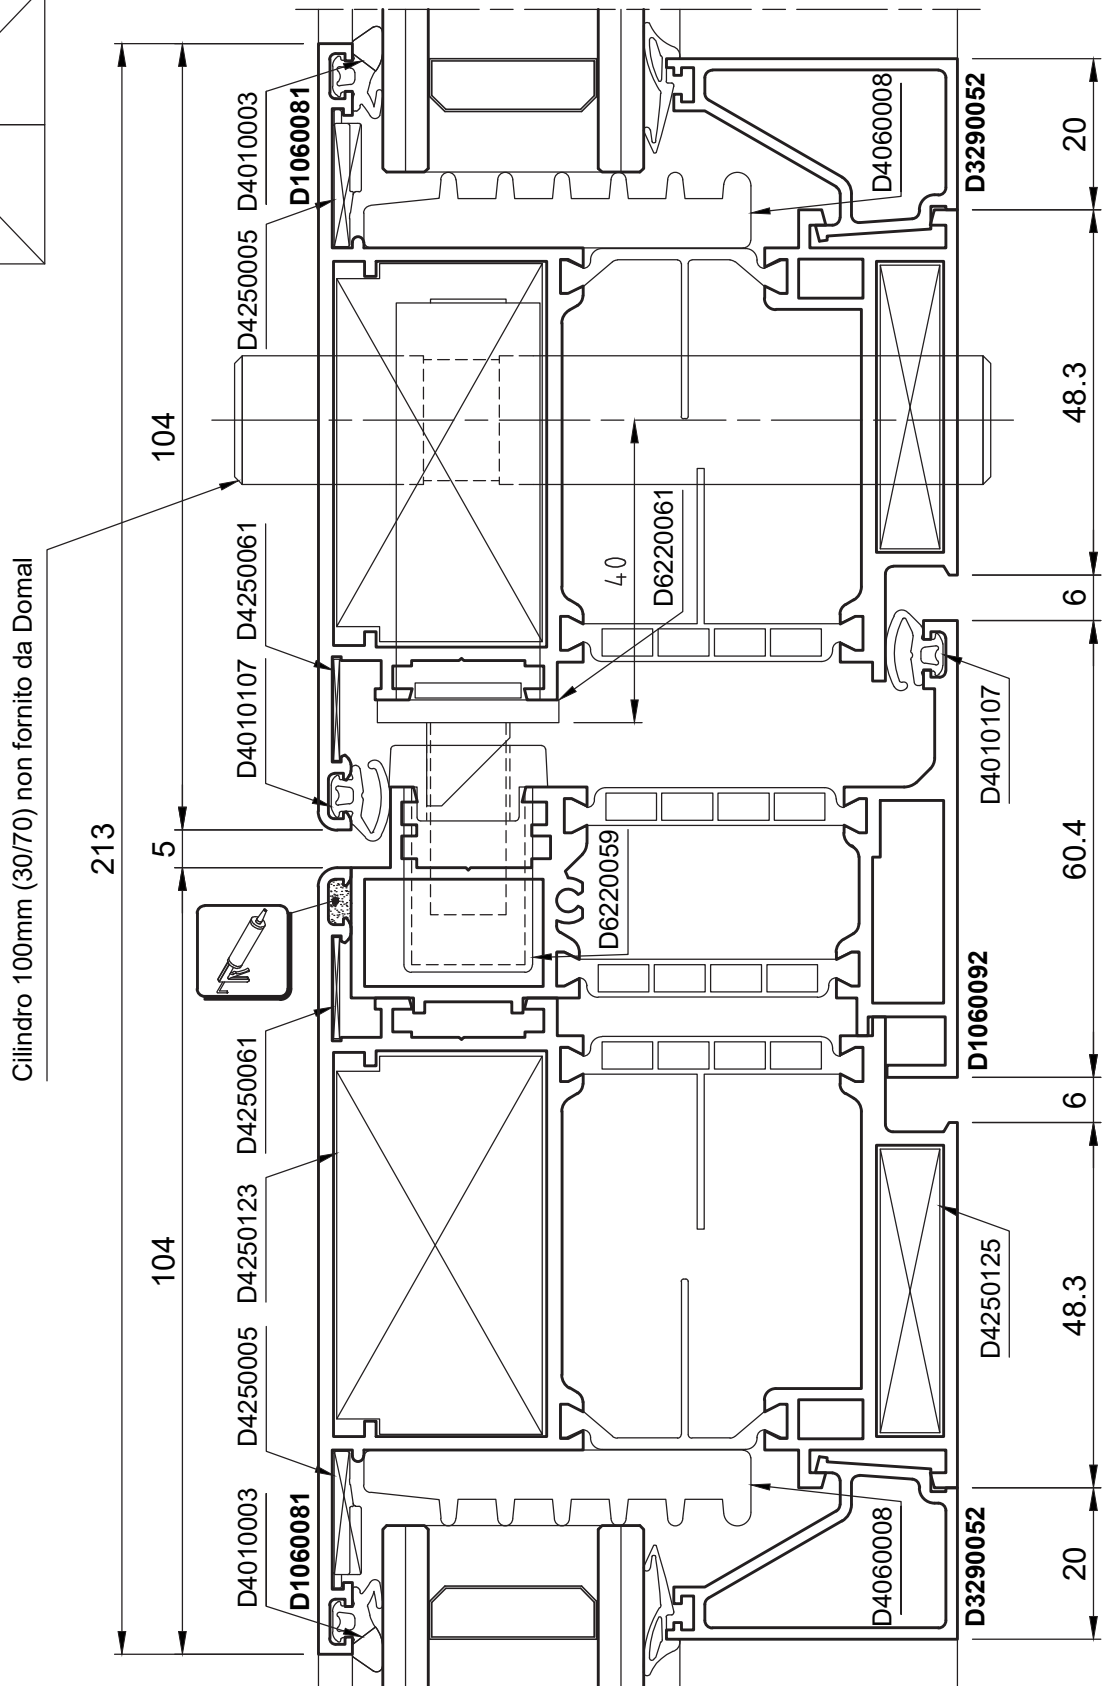 Cilindro 100mm (30/70) non fornito da Domal
213
104
5
104
D4010003
D4250005
D4250123
D4250061
D4010107
D4250061
D4250005
D4010003
D1060081
D1060081
40
D6220059
D6220061
D4060008
D4060008
D3290052
D4250125
D1060092
D4010107
D3290052
20
48.3
6
60.4
6
48.3
20